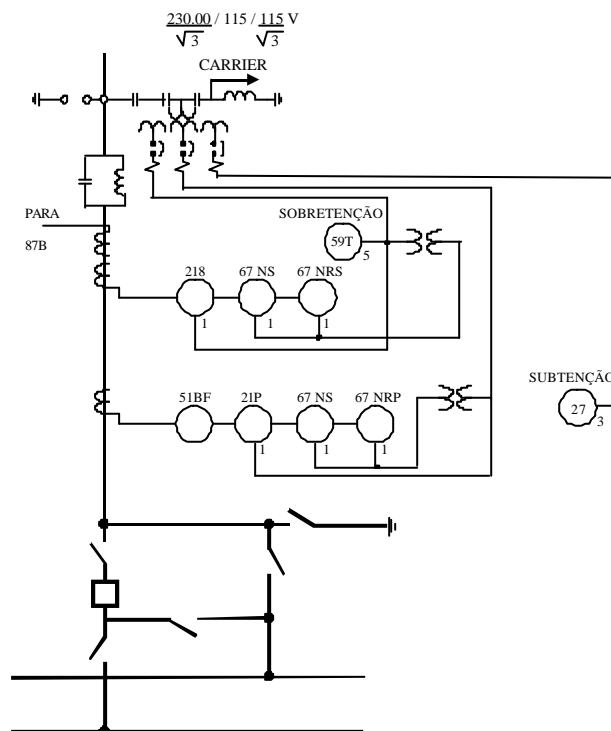 230.00 / 115 / 115 V
√3 √3
CARRIER
PARA
87B
SOBRETENÇÃO
59T
5
218 67 NS 67 NRS
1 1 1
51BF 2IP 67 NS 67 NRP
1 1 1
SUBTENÇÃO
27
3